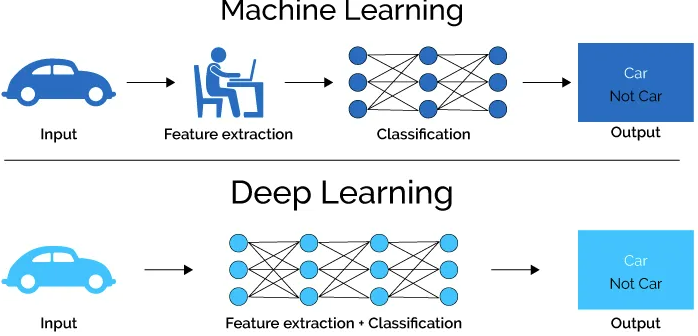 Machine Learning
Car
Not Car
Input
Feature extraction
Classification
Output
Deep Learning
Car
Not Car
Input
Feature extraction + Classification
Output